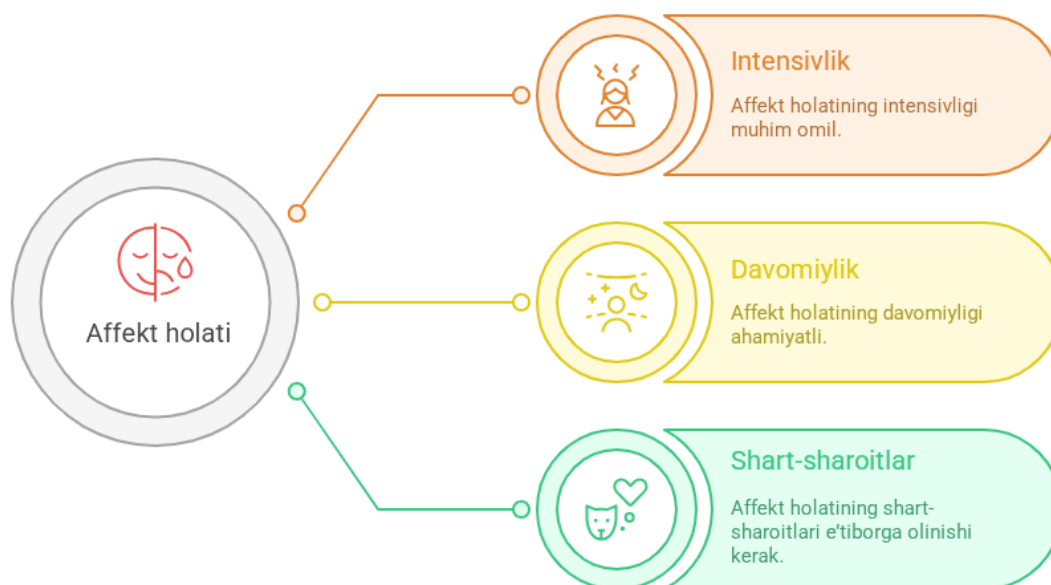 Affekt holati
Intensivlik
Affekt holatining intensivligi
muhim omil.
Davomiylik
Affekt holatining davomiyligi
ahamiyatli.
Shart-sharoitlar
Affekt holatining shart-
sharoitlari e'tiborga olinishi
kerak.